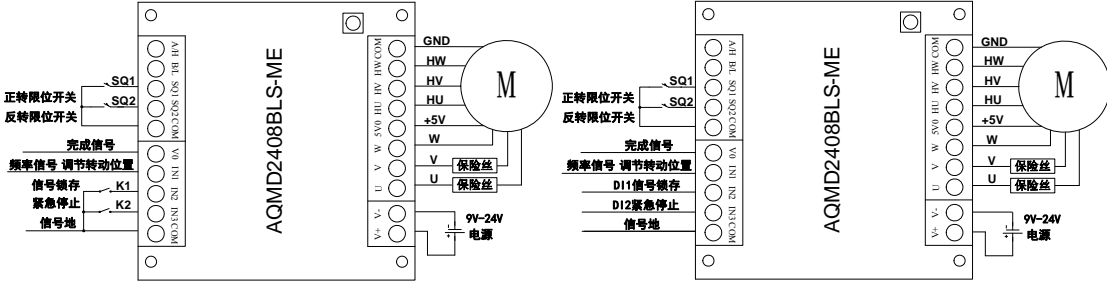 AQMD2408BLS-ME
A/H
B/L
SQ1
SQ2
COM
V0
IN1
IN2
IN3
COM
COM
HW
HV
HU
5V0
W
V
U
V-
V+
SQ1
正转限位开关
SQ2
反转限位开关
完成信号
频率信号 调节转动位置
信号锁存 K1
紧急停止 K2
信号地
GND
HW
HV
HU
+5V
W
V 保险丝
U 保险丝
M
9V-24V
电源
AQMD2408BLS-ME
A/H
B/L
SQ1
SQ2
COM
V0
IN1
IN2
IN3
COM
COM
HW
HV
HU
5V0
W
V
U
V-
V+
SQ1
正转限位开关
SQ2
反转限位开关
完成信号
频率信号 调节转动位置
DI1信号锁存
DI2紧急停止
信号地
GND
HW
HV
HU
+5V
W
V 保险丝
U 保险丝
M
9V-24V
电源